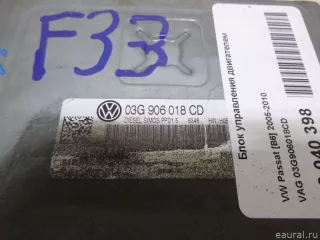 F33
03G 906 018 CD
DIESEL SIMOS PPD1.5
Блок управления двигателем
VW Passat [B6] 2005-2010
VAG 03G906018CD
040 398
eaural.ru